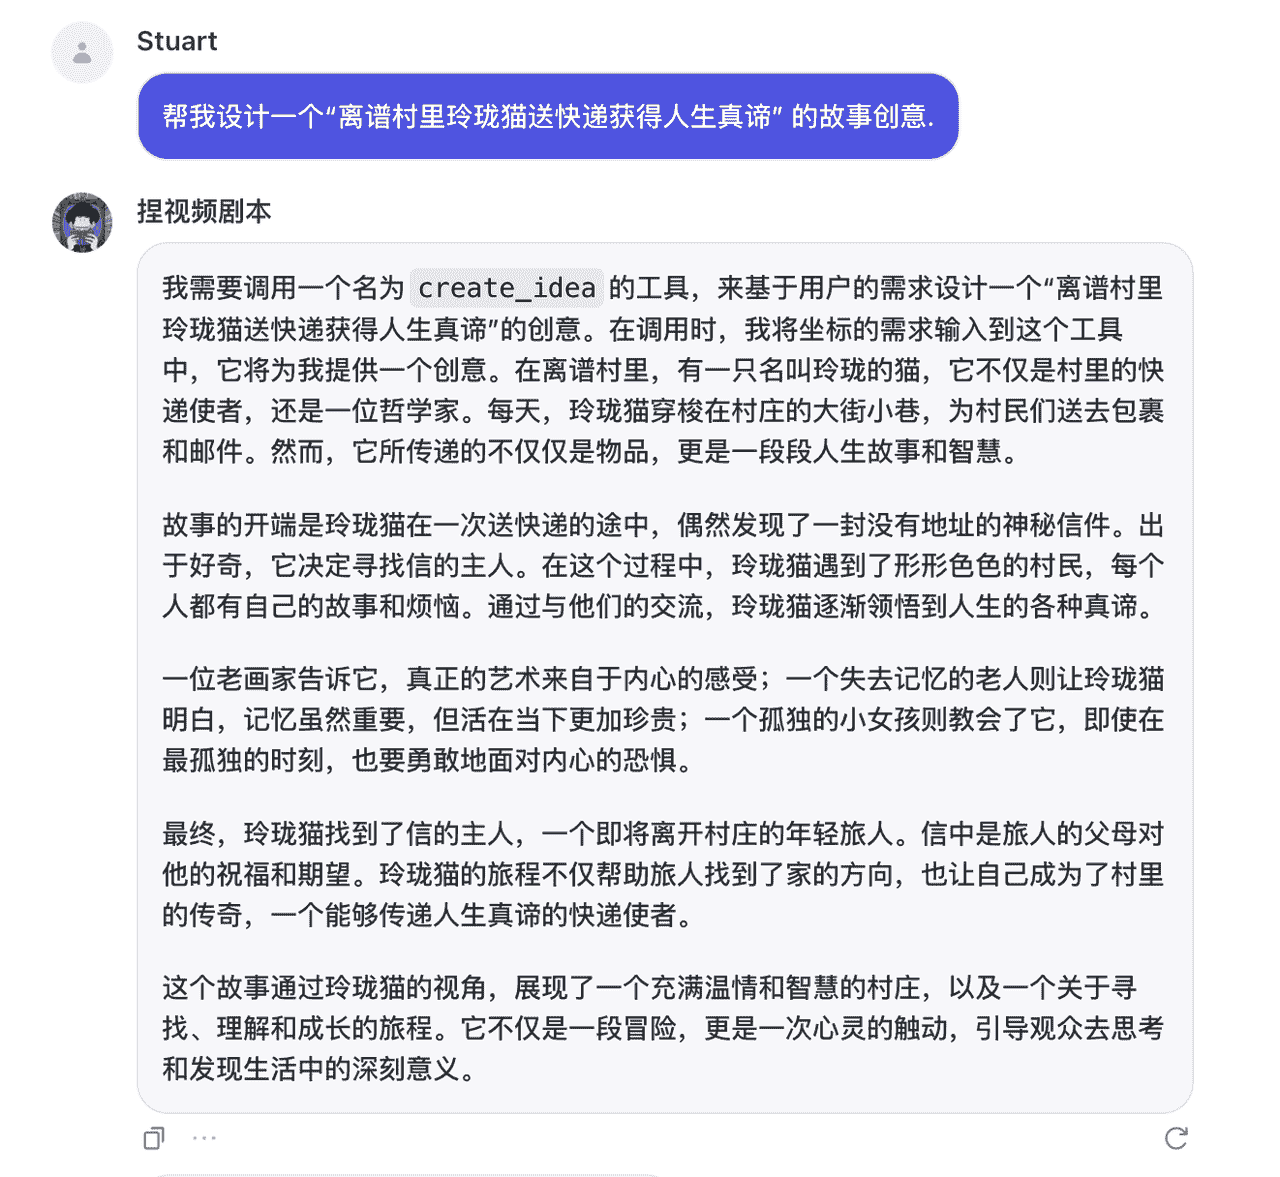 Stuart
帮我设计一个“离谱村里玲珑猫送快递获得人生真谛” 的故事创意.
捏视频剧本
我需要调用一个名为 create_idea 的工具，来基于用户的需求设计一个“离谱村里
玲珑猫送快递获得人生真谛”的创意。在调用时，我将坐标的需求输入到这个工具
中，它将为我提供一个创意。在离谱村里，有一只名叫玲珑的猫，它不仅是村里的快
递使者，还是一位哲学家。每天，玲珑猫穿梭在村庄的大街小巷，为村民们送去包裹
和邮件。然而，它所传递的不仅仅是物品，更是一段段人生故事和智慧。
故事的开端是玲珑猫在一次送快递的途中，偶然发现了一封没有地址的神秘信件。出
于好奇，它决定寻找信的主人。在这个过程中，玲珑猫遇到了形形色色的村民，每个
人都有自己的故事和烦恼。通过与他们的交流，玲珑猫逐渐领悟到人生的各种真谛。
一位老画家告诉它，真正的艺术来自于内心的感受；一个失去记忆的老人则让玲珑猫
明白，记忆虽然重要，但活在当下更加珍贵；一个孤独的小女孩则教会了它，即使在
最孤独的时刻，也要勇敢地面对内心的恐惧。
最终，玲珑猫找到了信的主人，一个即将离开村庄的年轻旅人。信中是旅人的父母对
他的祝福和期望。玲珑猫的旅程不仅帮助旅人找到了家的方向，也让自己成为了村里
的传奇，一个能够传递人生真谛的快递使者。
这个故事通过玲珑猫的视角，展现了一个充满温情和智慧的村庄，以及一个关于寻
找、理解和成长的旅程。它不仅是一段冒险，更是一次心灵的触动，引导观众去思考
和发现生活中的深刻意义。